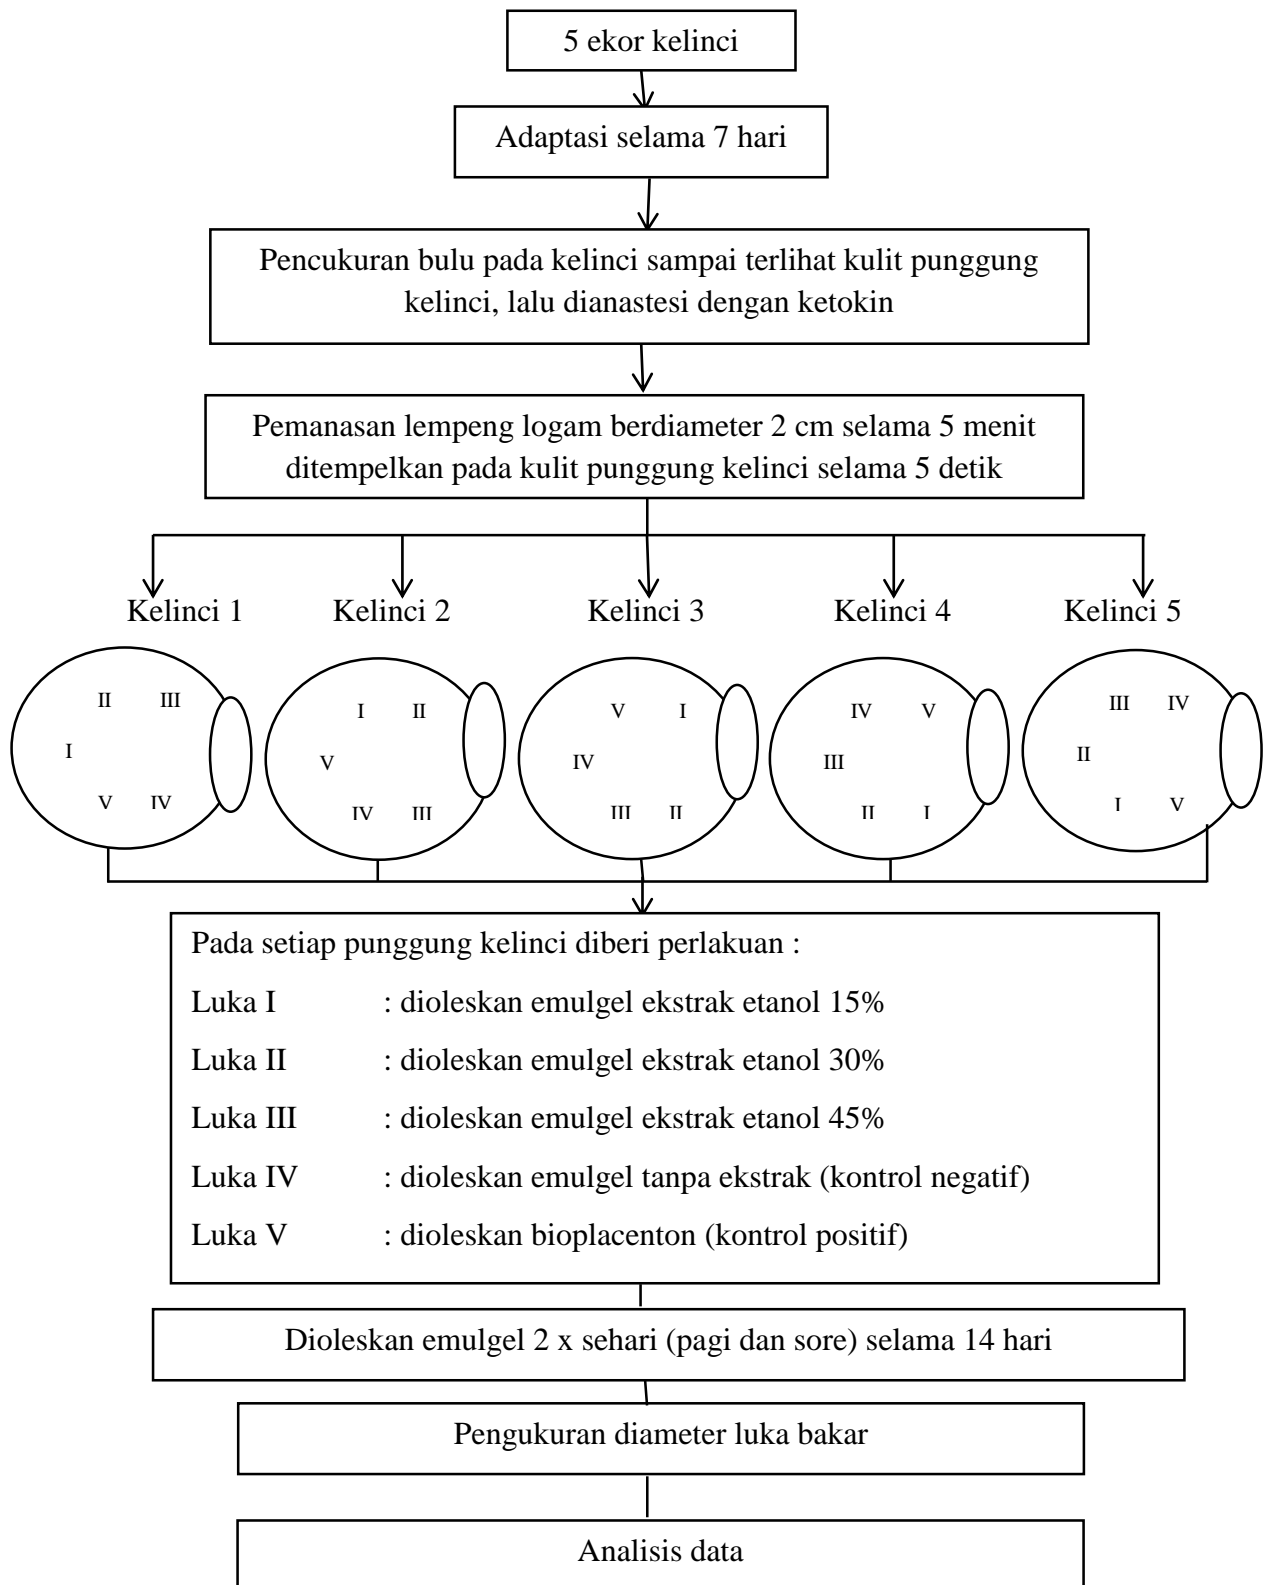 5 ekor kelinci
Adaptasi selama 7 hari
Pencukuran bulu pada kelinci sampai terlihat kulit punggung
kelinci, lalu dianastesi dengan ketokin
Pemanasan lempeng logam berdiameter 2 cm selama 5 menit
ditempelkan pada kulit punggung kelinci selama 5 detik
Kelinci 1
Kelinci 2
Kelinci 3
Kelinci 4
Kelinci 5
II III
I
V IV
I II
V
IV III
V I
IV
III II
IV V
III
II I
III IV
II
I V
Pada setiap punggung kelinci diberi perlakuan :
Luka I : dioleskan emulgel ekstrak etanol 15%
Luka II : dioleskan emulgel ekstrak etanol 30%
Luka III : dioleskan emulgel ekstrak etanol 45%
Luka IV : dioleskan emulgel tanpa ekstrak (kontrol negatif)
Luka V : dioleskan bioplacenton (kontrol positif)
Dioleskan emulgel 2 x sehari (pagi dan sore) selama 14 hari
Pengukuran diameter luka bakar
Analisis data